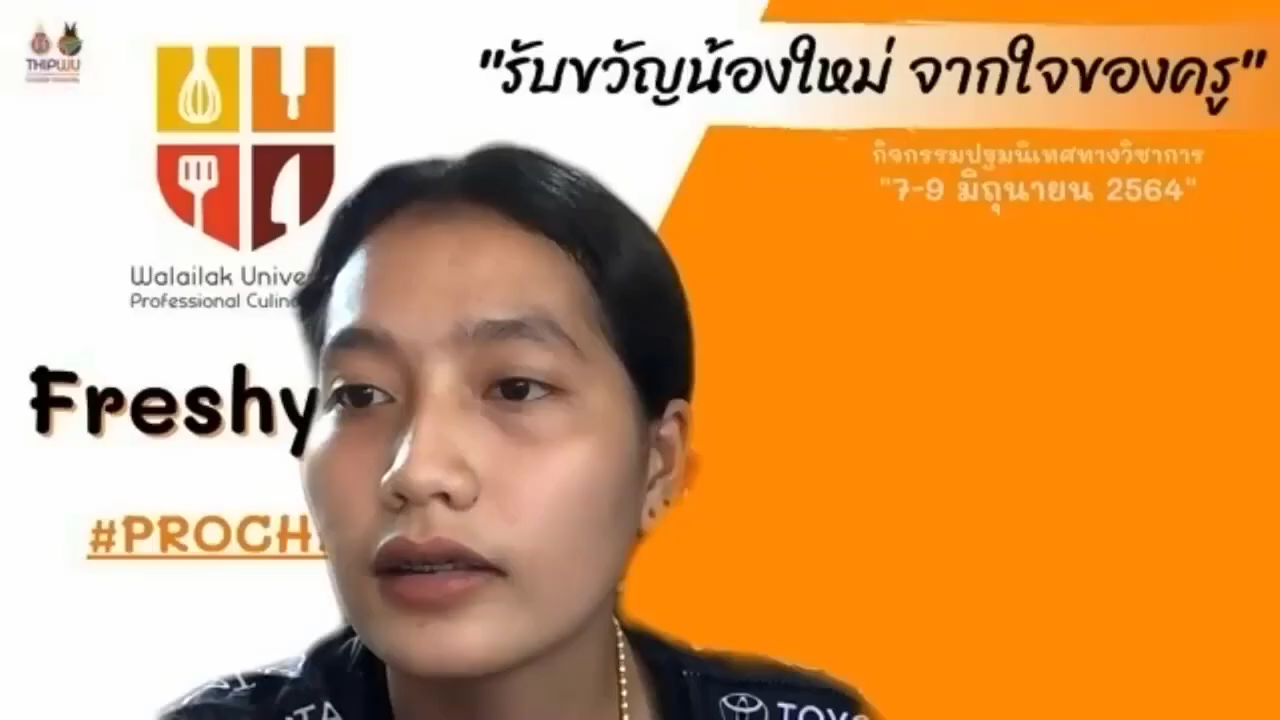 THIPWU
"รับขวัญน้องใหม่ จากใจของครู"
กิจกรรมปฐมนิเทศทางวิชาการ
"7-9 มิถุนายน 2564"
Walailak Unive
Professional Culin
Freshy
#PROCH
TOYO